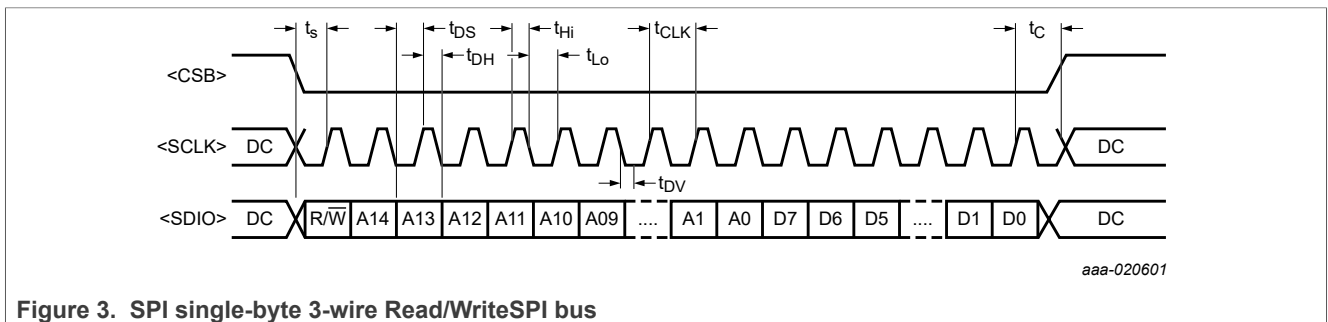 ts tDS tHi tCLK tC
tDH tLo
<CSB>
<SCLK> DC DC
tDV
<SDIO> DC R/W̅ A14 A13 A12 A11 A10 A09 .... A1 A0 D7 D6 D5 .... D1 D0 DC
aaa-020601
Figure 3. SPI single-byte 3-wire Read/WriteSPI bus